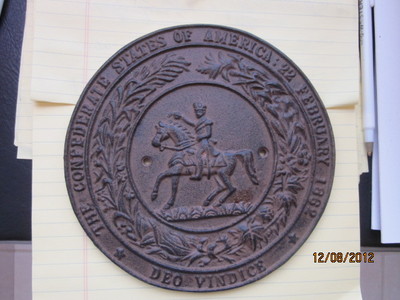 THE CONFEDERATE STATES OF AMERICA: 22 FEBRUARY 1862
DEO VINDICE
12/08/2012